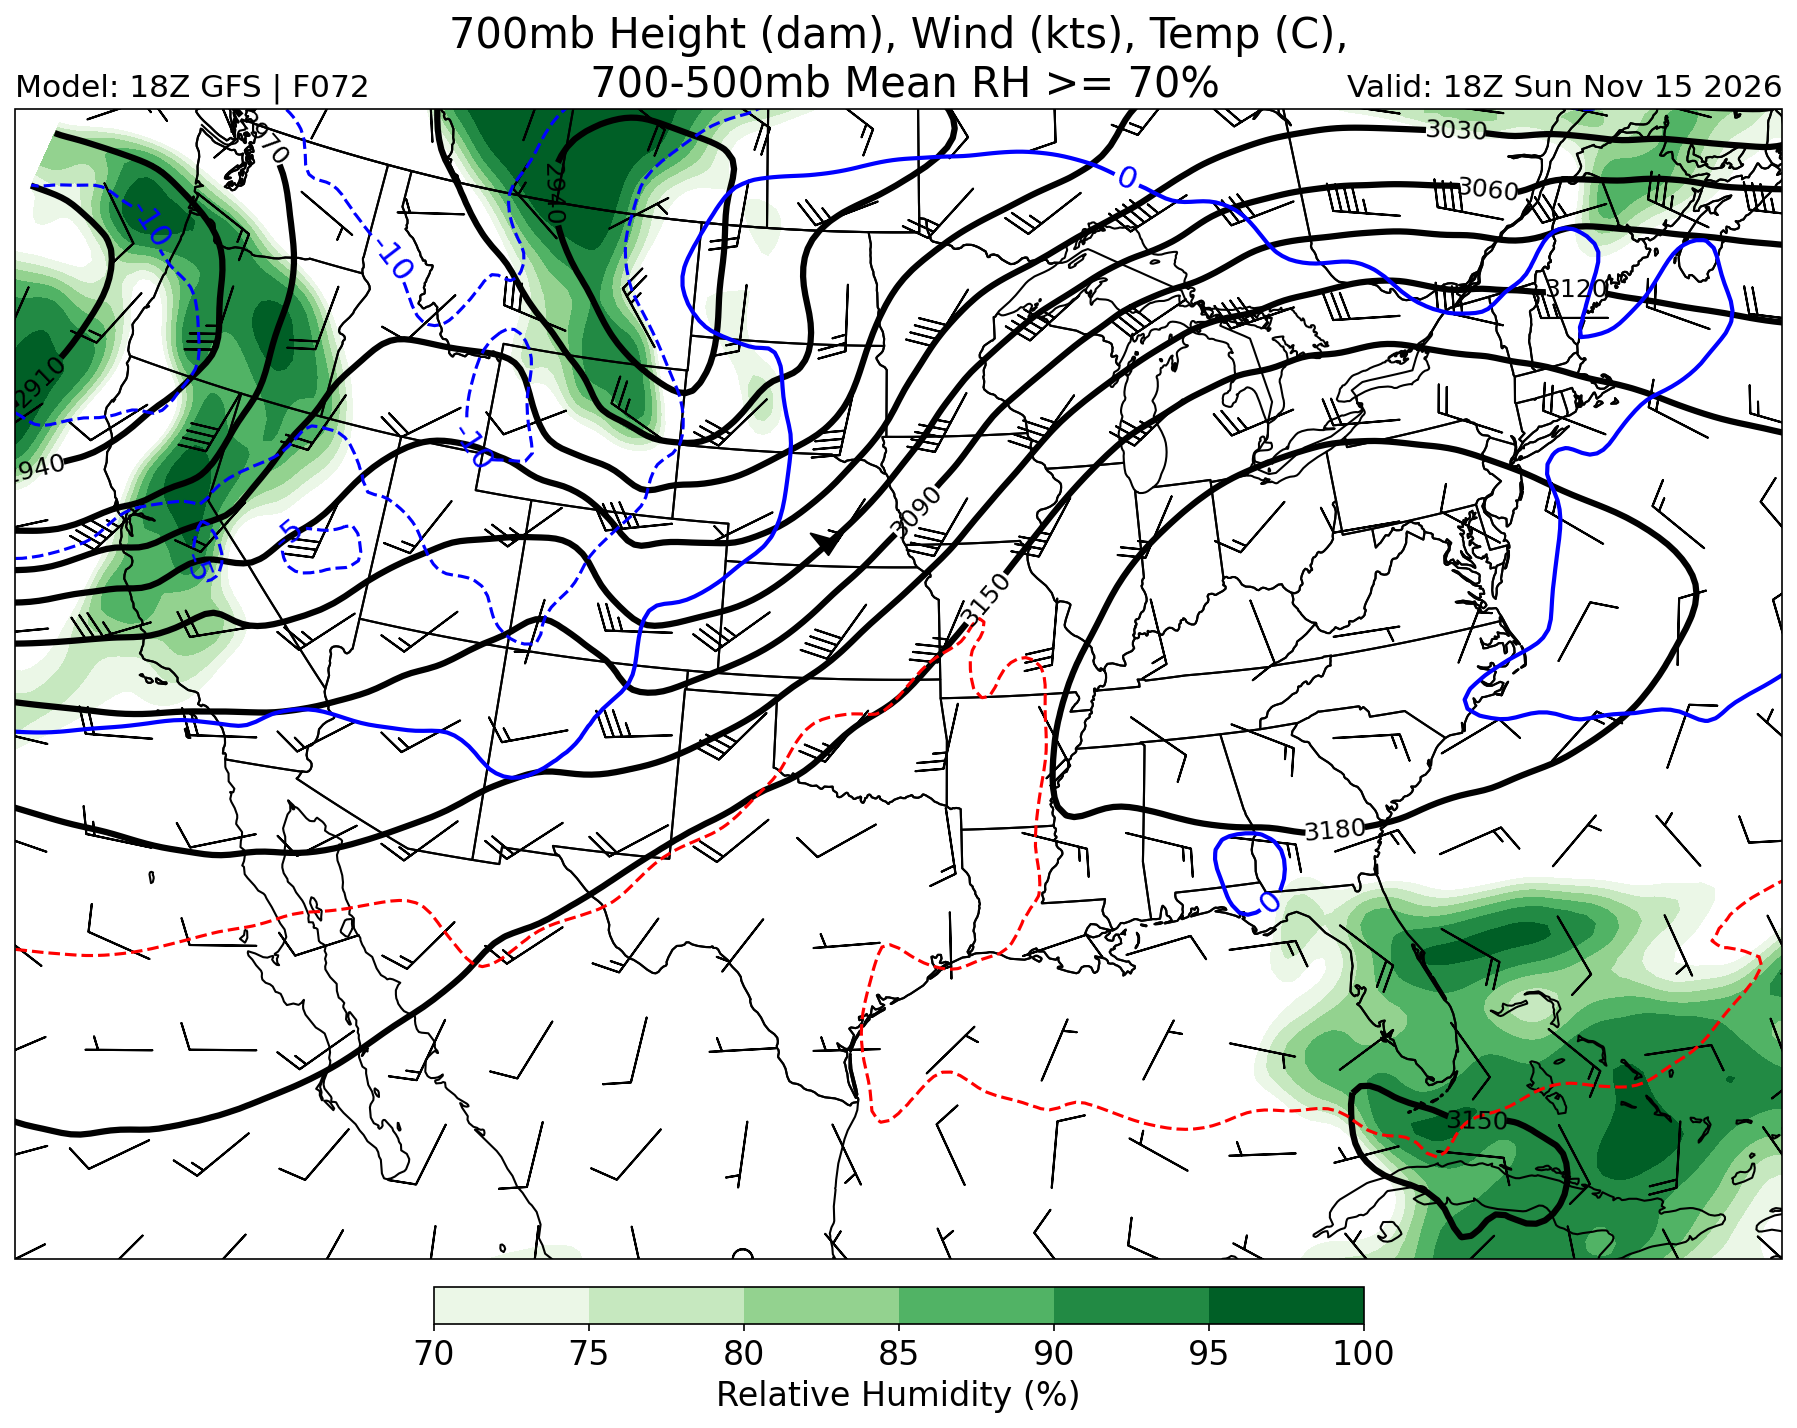 700mb Height (dam), Wind (kts), Temp (C),
700-500mb Mean RH >= 70%
Model: 18Z GFS | F072
Valid: 18Z Sun Nov 15 2026
3030
3060
0
2940
-10
-10
3120
2910
-10
3090
-5
-5
3150
3180
0
3150
70 75 80 85 90 95 100
Relative Humidity (%)